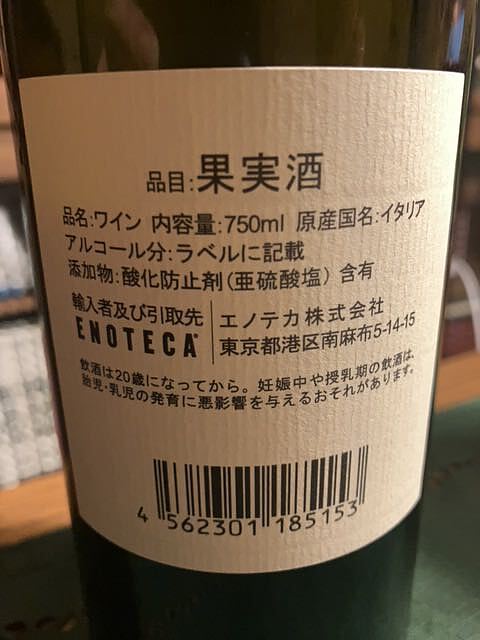 品目:果実酒
品名:ワイン 内容量:750ml 原産国名:イタリア
アルコール分:ラベルに記載
添加物:酸化防止剤(亜硫酸塩) 含有
輸入者及び引取先 エノテカ株式会社
ENOTECA 東京都港区南麻布5-14-15
飲酒は20歳になってから。妊娠中や授乳期の飲酒は、
胎児・乳児の発育に悪影響を与えるおそれがあります。
4 562301 185153